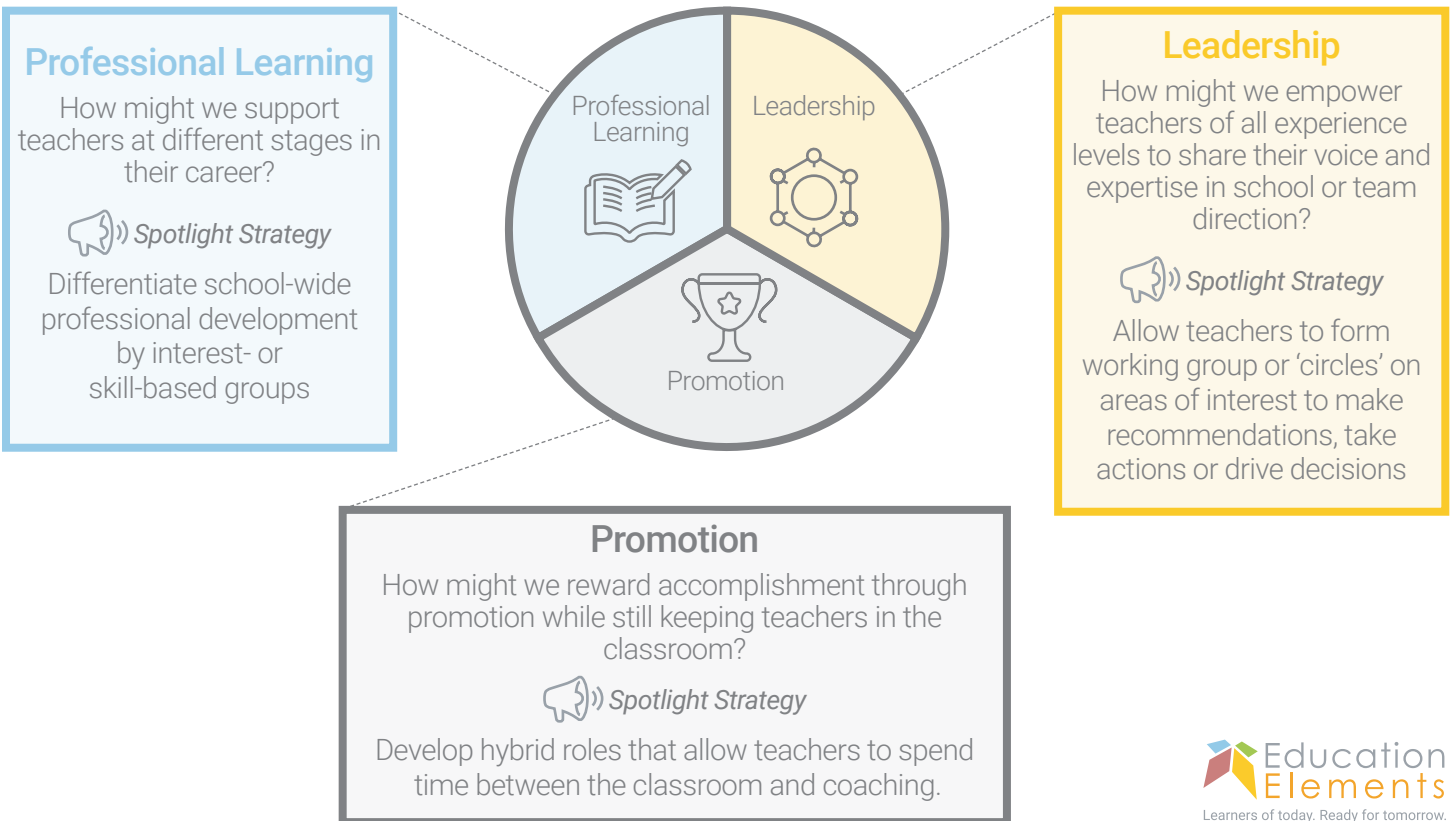 Professional Learning
How might we support
teachers at different stages in
their career?
Spotlight Strategy
Differentiate school-wide
professional development
by interest- or
skill-based groups
Professional
Learning
Leadership
Promotion
Leadership
How might we empower
teachers of all experience
levels to share their voice and
expertise in school or team
direction?
Spotlight Strategy
Allow teachers to form
working group or ‘circles’ on
areas of interest to make
recommendations, take
actions or drive decisions
Promotion
How might we reward accomplishment through
promotion while still keeping teachers in the
classroom?
Spotlight Strategy
Develop hybrid roles that allow teachers to spend
time between the classroom and coaching.
Education
Elements
Learners of today. Ready for tomorrow.